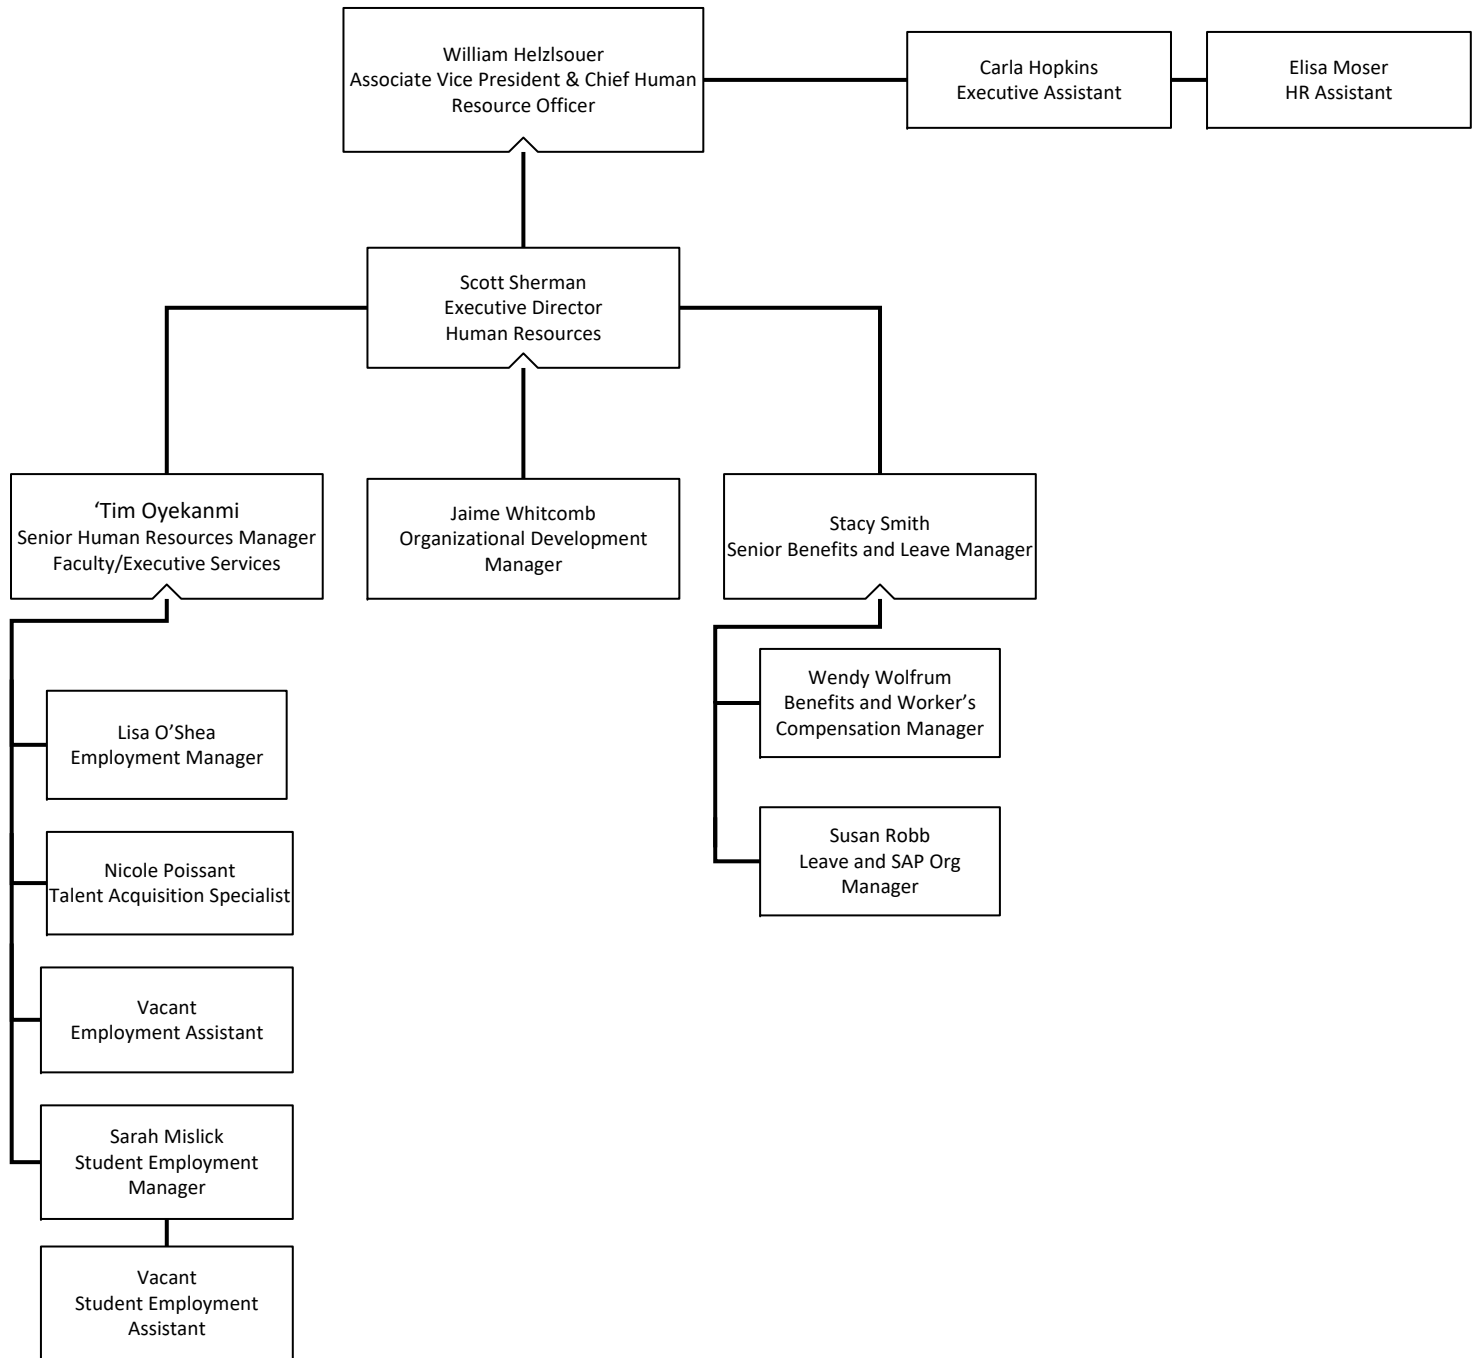 William Helzlsouer
Associate Vice President & Chief Human
Resource Officer
Carla Hopkins
Executive Assistant
Elisa Moser
HR Assistant
Scott Sherman
Executive Director
Human Resources
‘Tim Oyekanmi
Senior Human Resources Manager
Faculty/Executive Services
Jaime Whitcomb
Organizational Development
Manager
Stacy Smith
Senior Benefits and Leave Manager
Lisa O’Shea
Employment Manager
Nicole Poissant
Talent Acquisition Specialist
Vacant
Employment Assistant
Sarah Mislick
Student Employment
Manager
Vacant
Student Employment
Assistant
Wendy Wolfrum
Benefits and Worker’s
Compensation Manager
Susan Robb
Leave and SAP Org
Manager